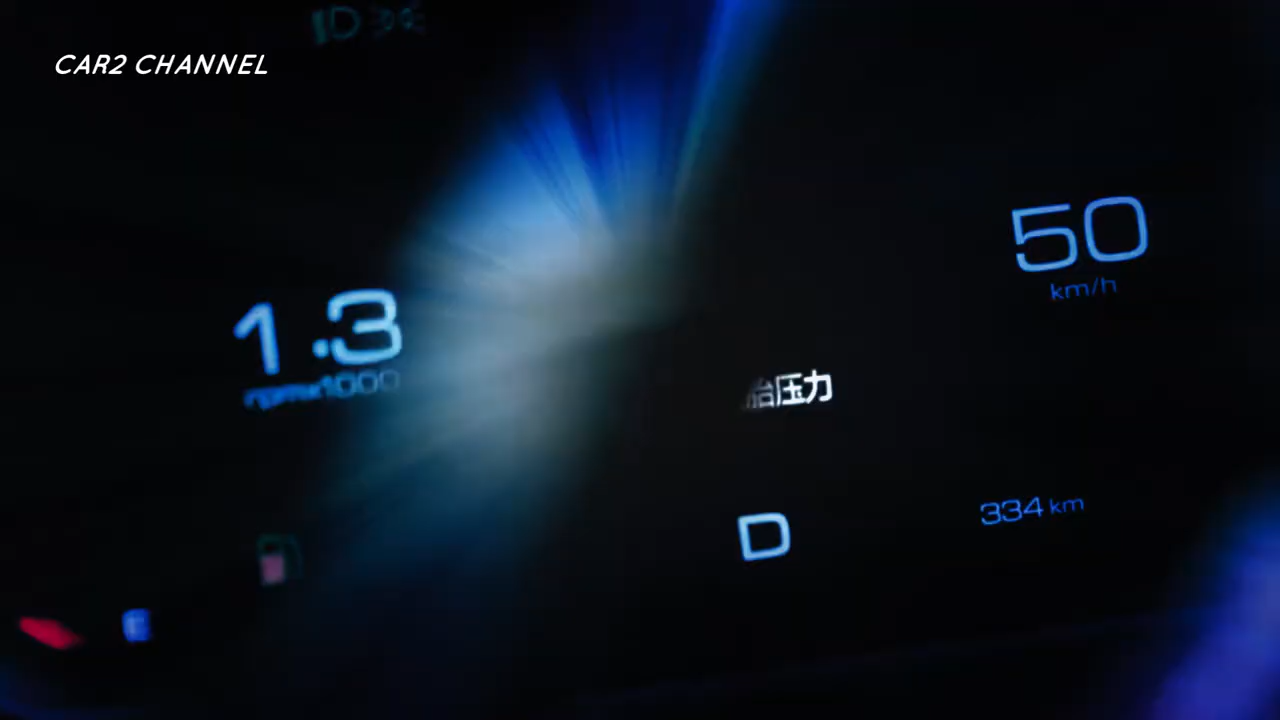 CAR2 CHANNEL
50
km/h
1.3
rpmx1000
胎压力
D
334 km
E